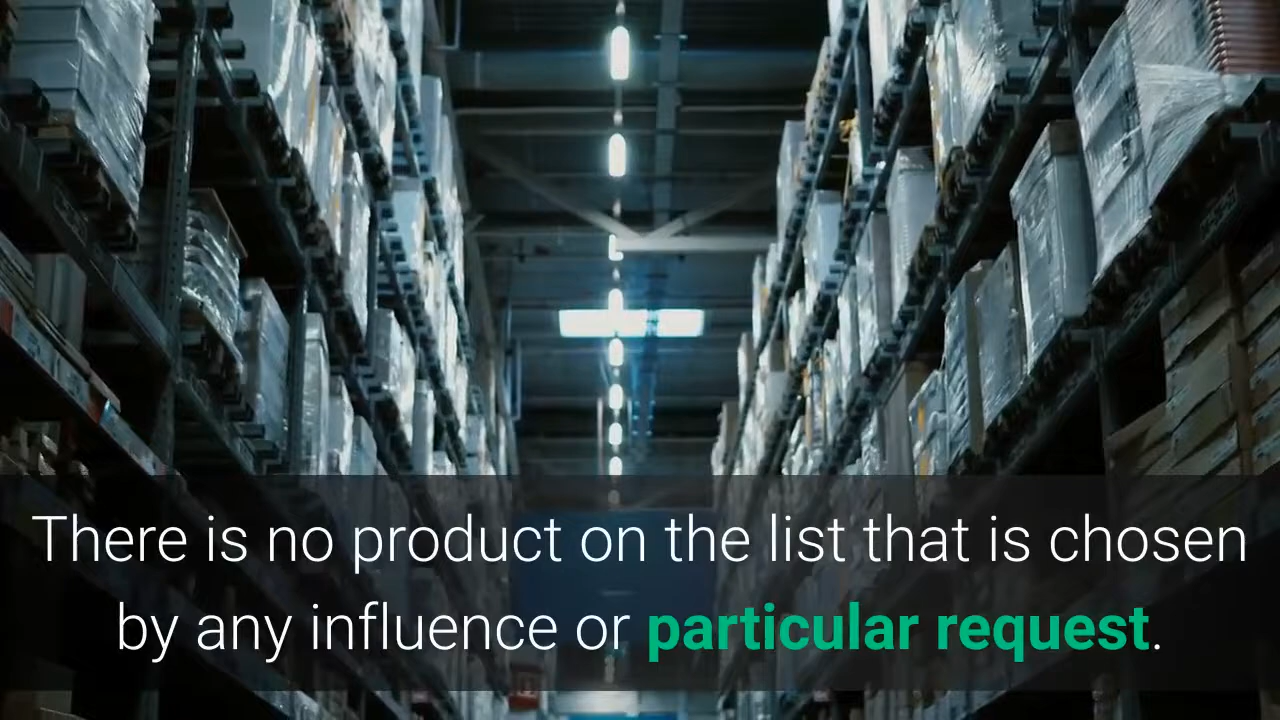 There is no product on the list that is chosen
by any influence or particular request.